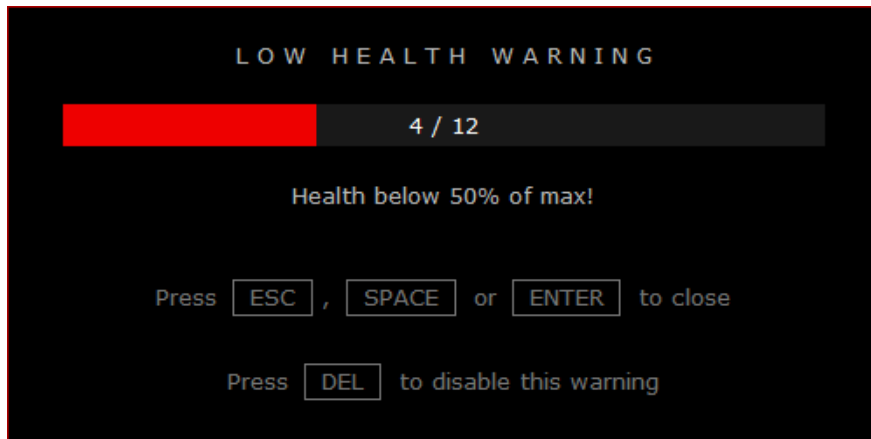 LOW HEALTH WARNING
4 / 12
Health below 50% of max!
Press ESC , SPACE or ENTER to close
Press DEL to disable this warning